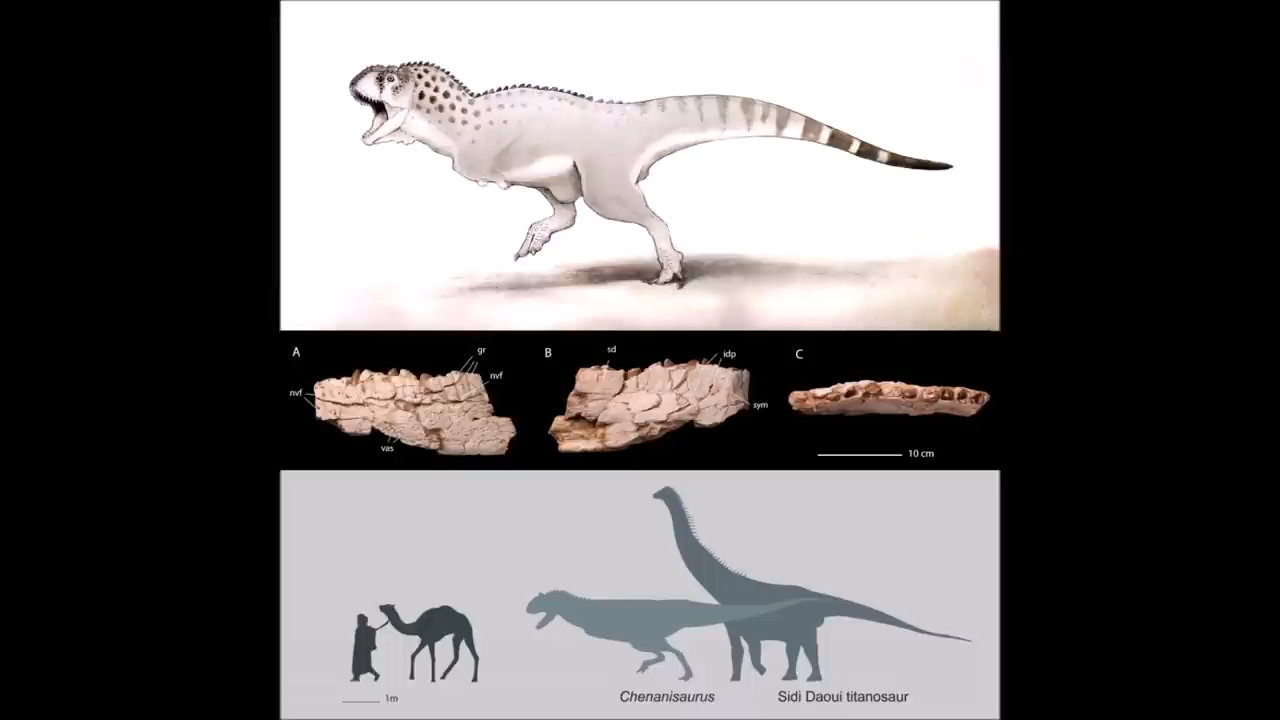 A
B
C
gr
nvf
nvf
vas
sd
idp
sym
10 cm
1m
Chenanisaurus
Sidi Daoui titanosaur